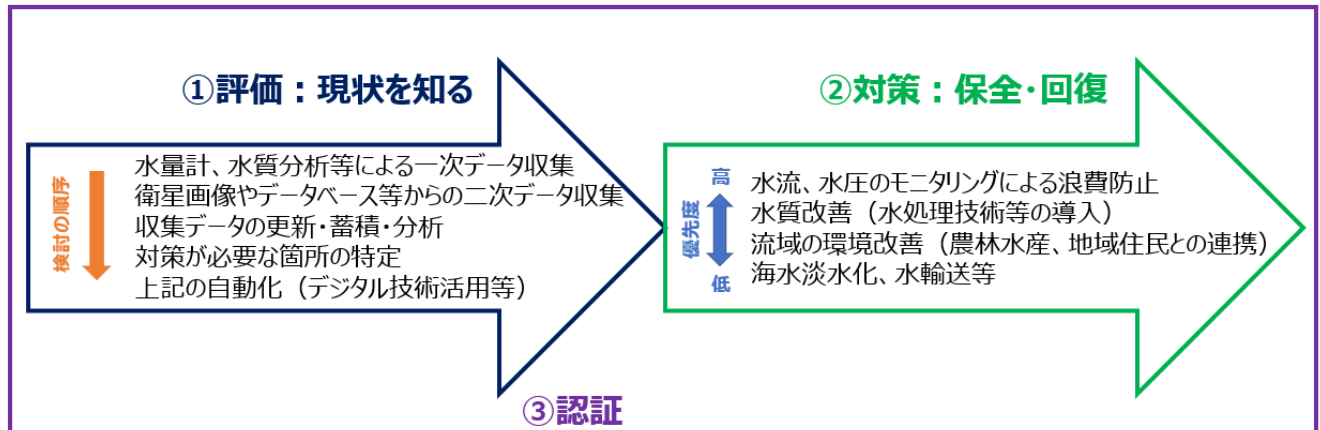 ①評価：現状を知る
検討の順序
水量計、水質分析等による一次データ収集
衛星画像やデータベース等からの二次データ収集
収集データの更新・蓄積・分析
対策が必要な箇所の特定
上記の自動化（デジタル技術活用等）
②対策：保全・回復
高
優先度
低
水流、水圧のモニタリングによる浪費防止
水質改善（水処理技術等の導入）
流域の環境改善（農林水産、地域住民との連携）
海水淡水化、水輸送等
③認証